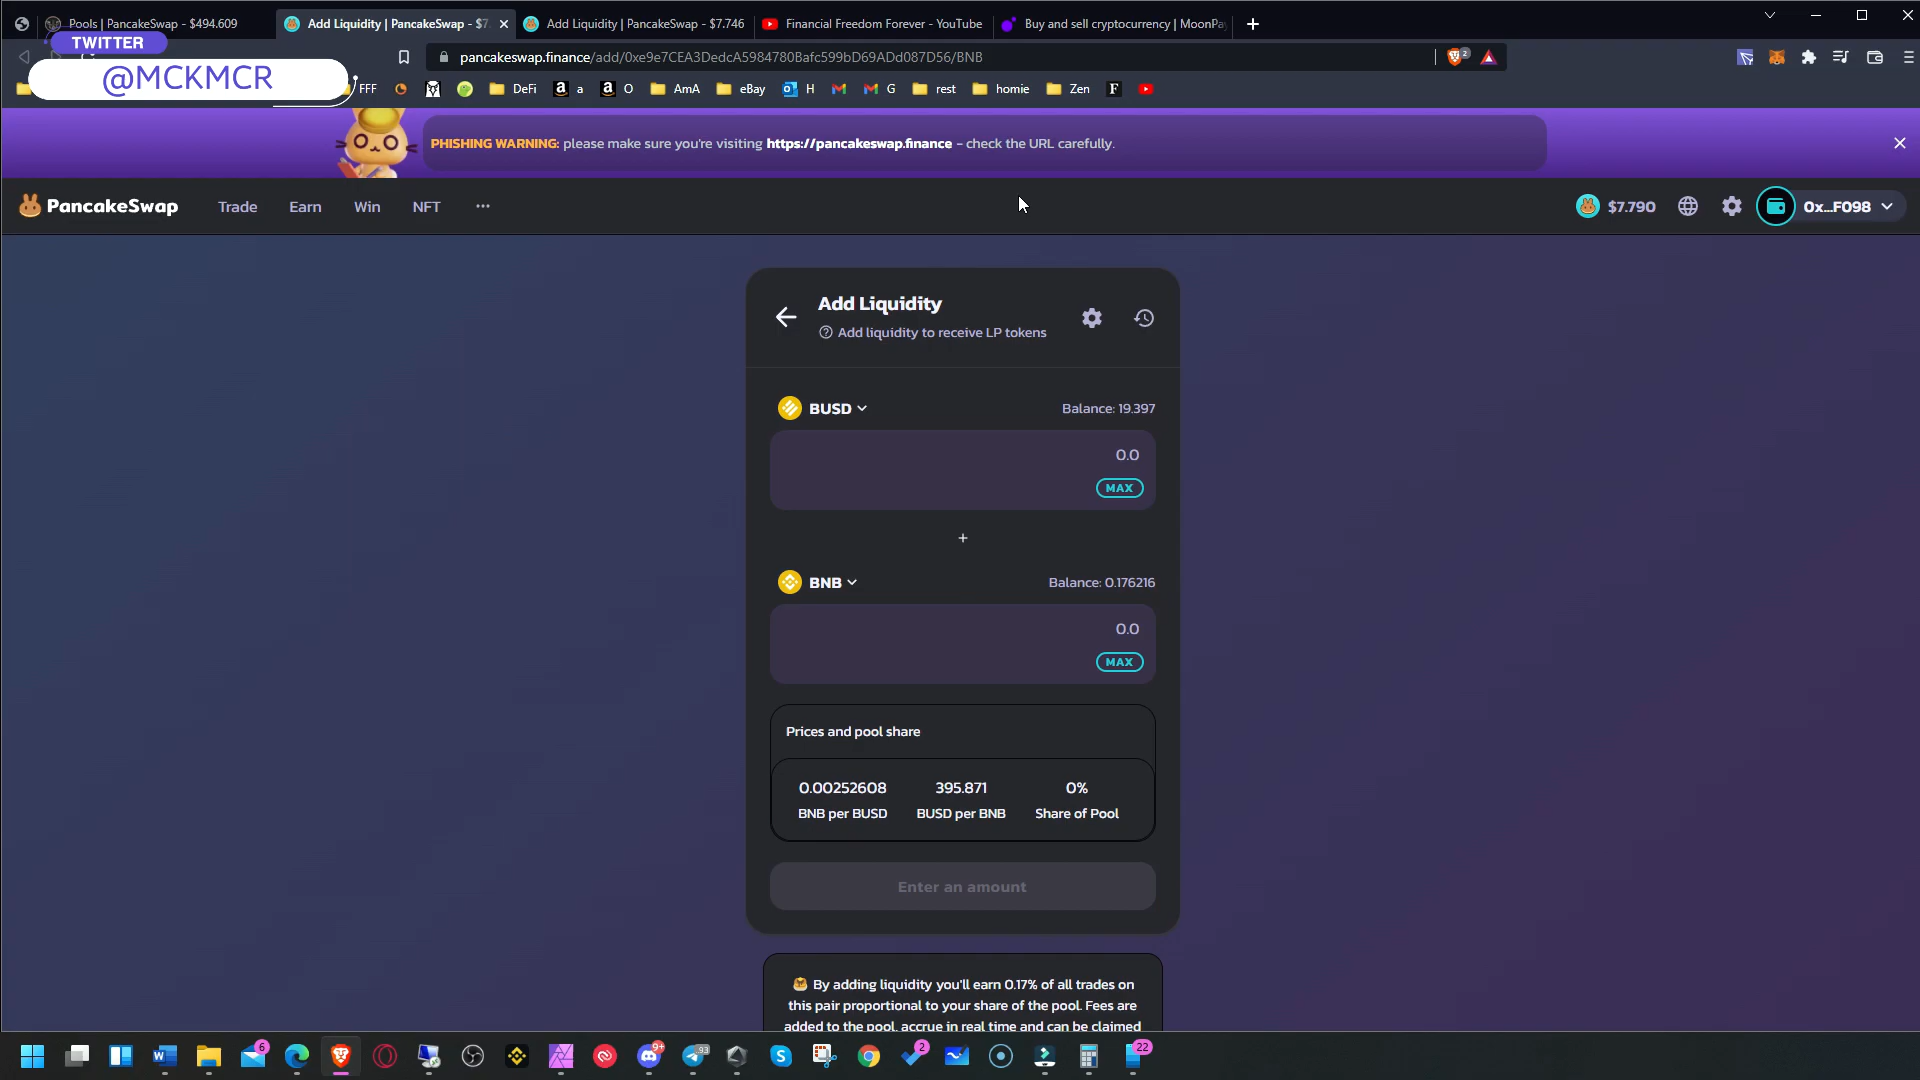 Pools | PancakeSwap - $494.609
Add Liquidity | PancakeSwap - $7
Add Liquidity | PancakeSwap - $7.746
Financial Freedom Forever - YouTube
Buy and sell cryptocurrency | MoonPa
TWITTER
@MCKMCR
pancakeswap.finance/add/0xe9e7CEA3DedcA5984780Bafc599bD69ADd087D56/BNB
2
FFF
DeFi
a
O
AmA
eBay
H
G
rest
homie
Zen
F
PHISHING WARNING: please make sure you're visiting https://pancakeswap.finance - check the URL carefully.
PancakeSwap
Trade
Earn
Win
NFT
$7.790
0x...F098
Add Liquidity
Add liquidity to receive LP tokens
BUSD
Balance: 19.397
0.0
MAX
+
BNB
Balance: 0.176216
0.0
MAX
Prices and pool share
0.00252608
395.871
0%
BNB per BUSD
BUSD per BNB
Share of Pool
Enter an amount
By adding liquidity you'll earn 0.17% of all trades on
this pair proportional to your share of the pool. Fees are
added to the pool, accrue in real time and can be claimed
6
9+
93
2
22